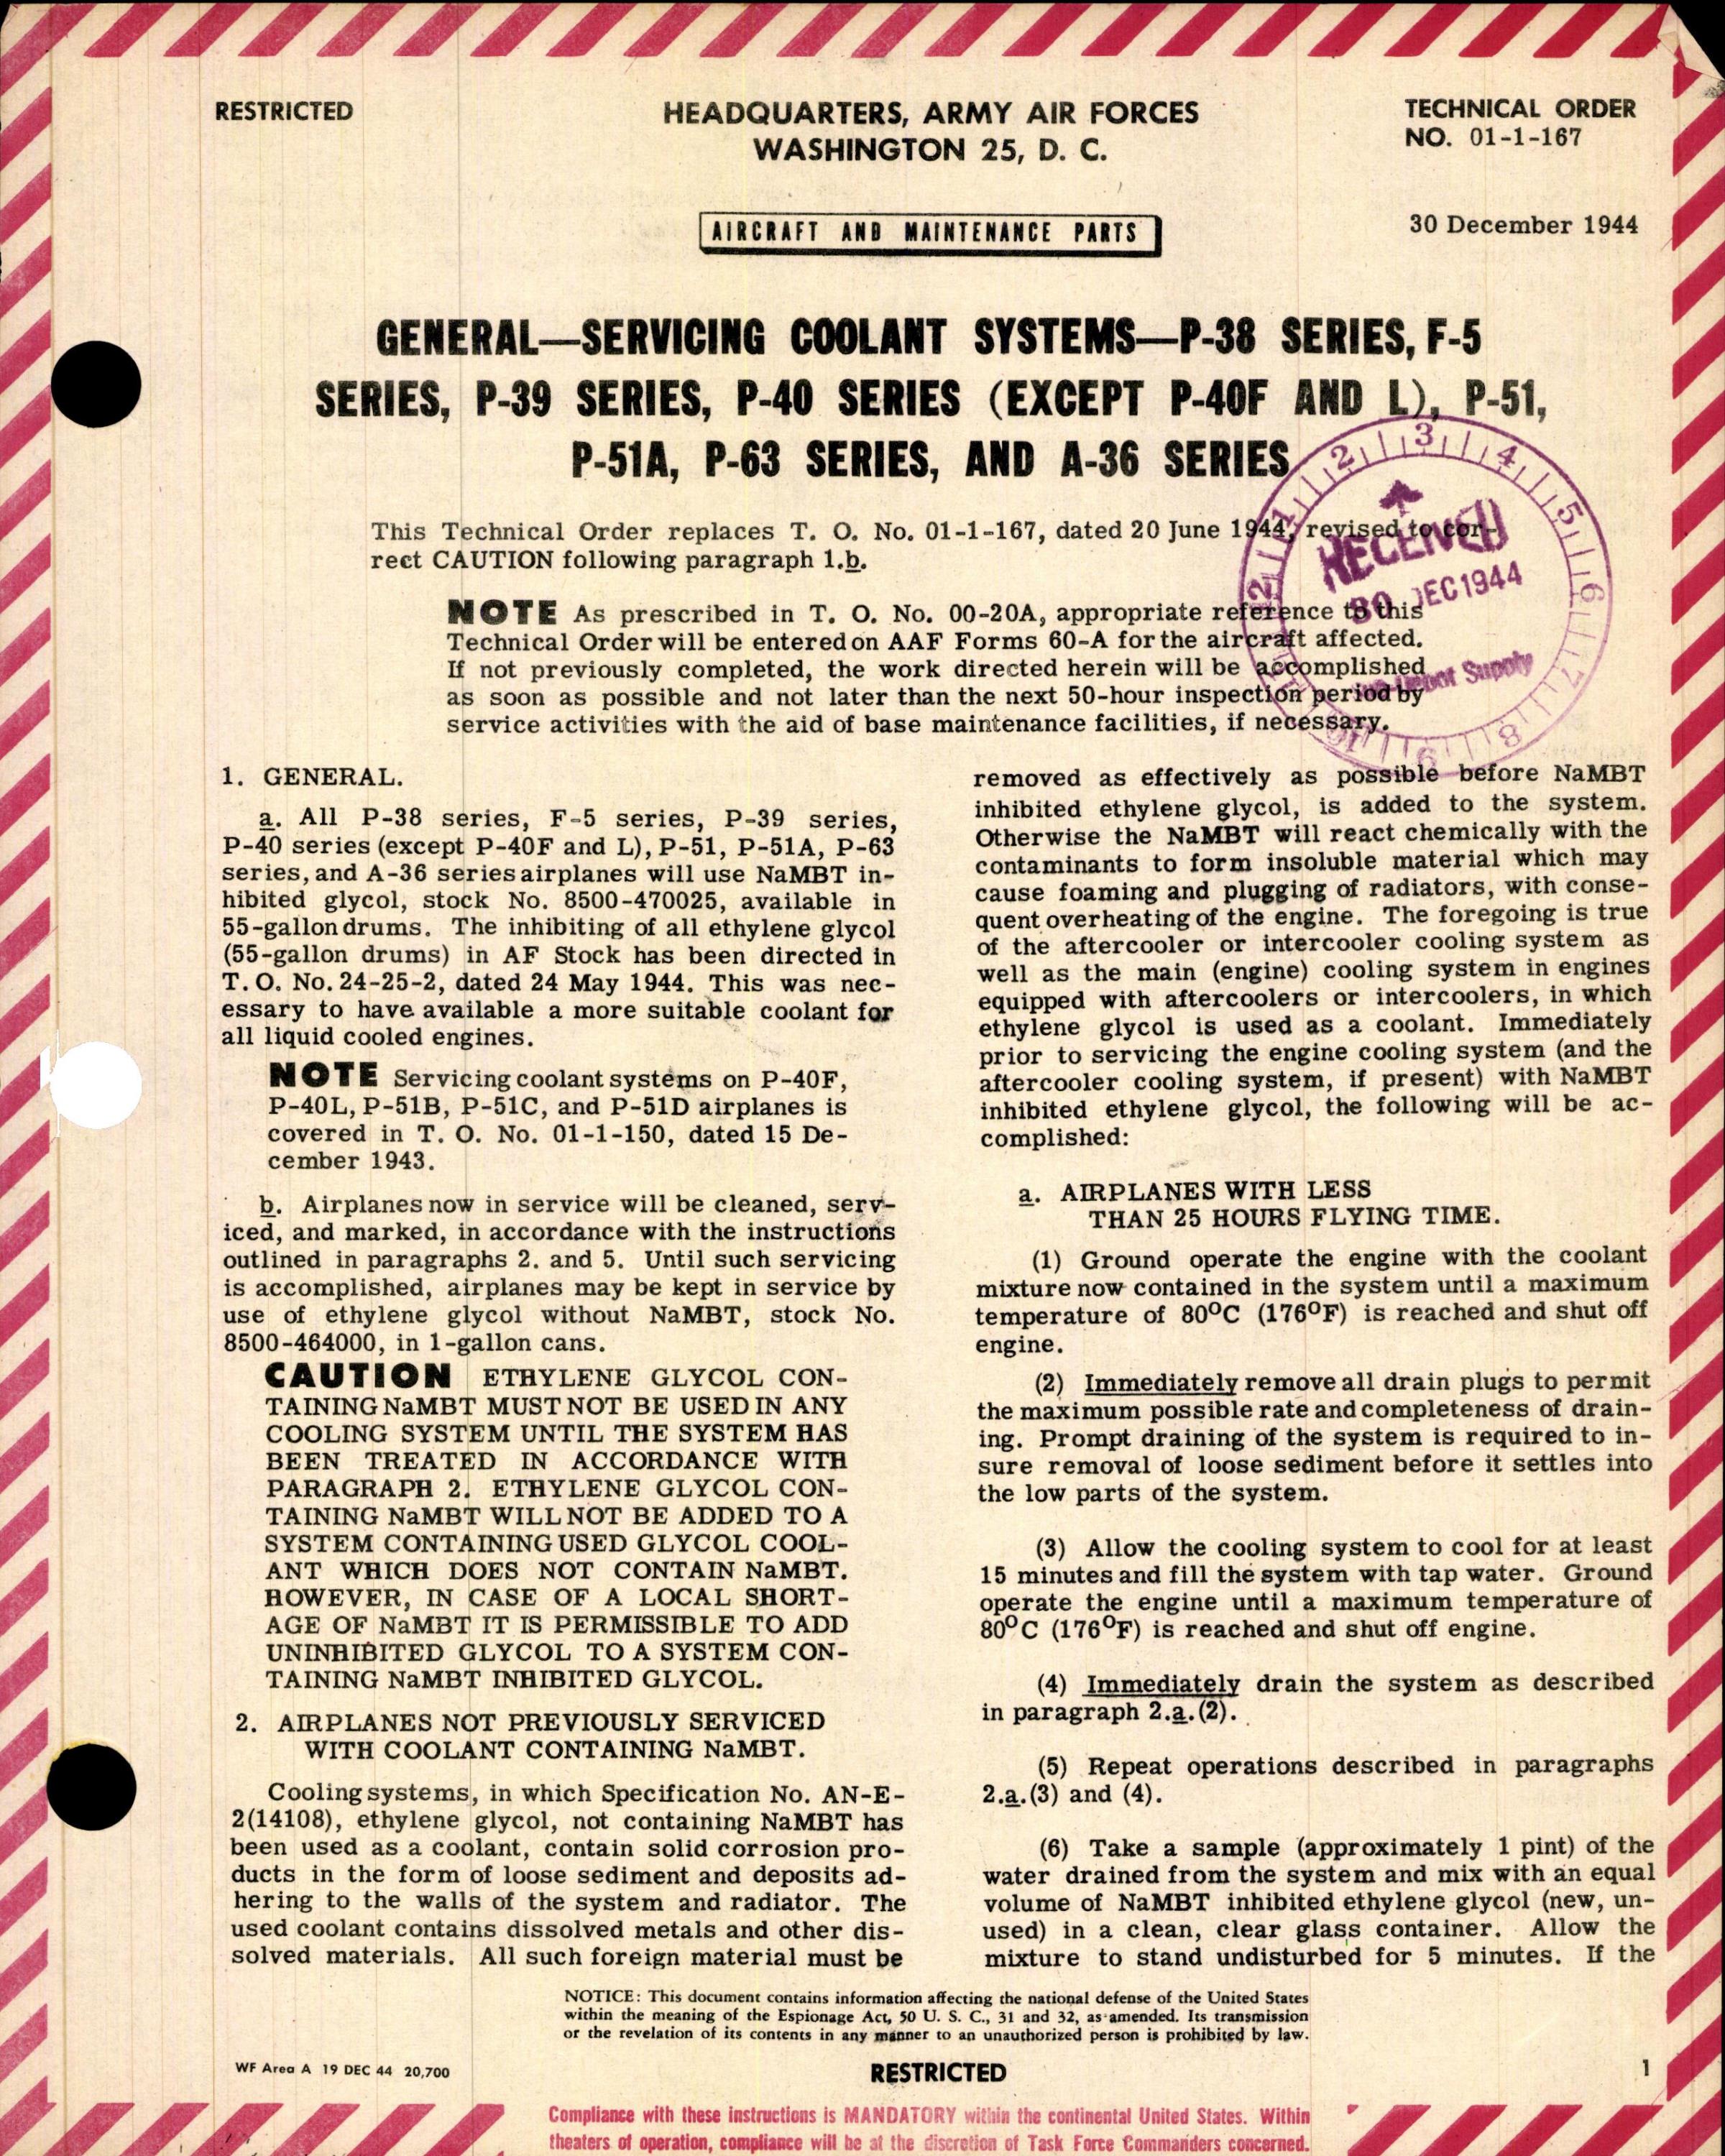 RESTRICTED
HEADQUARTERS, ARMY AIR FORCES
WASHINGTON 25, D. C.
TECHNICAL ORDER
NO. 01-1-167
AIRCRAFT AND MAINTENANCE PARTS
30 December 1944
GENERAL—SERVICING COOLANT SYSTEMS—P-38 SERIES, F-5
SERIES, P-39 SERIES, P-40 SERIES (EXCEPT P-40F AND L), P-51,
P-51A, P-63 SERIES, AND A-36 SERIES
This Technical Order replaces T. O. No. 01-1-167, dated 20 June 1944, revised to cor-
rect CAUTION following paragraph 1.b.
NOTE As prescribed in T. O. No. 00-20A, appropriate reference to this
Technical Order will be entered on AAF Forms 60-A for the aircraft affected.
If not previously completed, the work directed herein will be accomplished
as soon as possible and not later than the next 50-hour inspection period by
service activities with the aid of base maintenance facilities, if necessary.
RECEIVED
30 DEC 1944
Depot Supply
1. GENERAL.
a. All P-38 series, F-5 series, P-39 series,
P-40 series (except P-40F and L), P-51, P-51A, P-63
series, and A-36 series airplanes will use NaMBT in-
hibited glycol, stock No. 8500-470025, available in
55-gallon drums. The inhibiting of all ethylene glycol
(55-gallon drums) in AF Stock has been directed in
T. O. No. 24-25-2, dated 24 May 1944. This was nec-
essary to have available a more suitable coolant for
all liquid cooled engines.
NOTE Servicing coolant systems on P-40F,
P-40L, P-51B, P-51C, and P-51D airplanes is
covered in T. O. No. 01-1-150, dated 15 De-
cember 1943.
b. Airplanes now in service will be cleaned, serv-
iced, and marked, in accordance with the instructions
outlined in paragraphs 2. and 5. Until such servicing
is accomplished, airplanes may be kept in service by
use of ethylene glycol without NaMBT, stock No.
8500-464000, in 1-gallon cans.
CAUTION ETHYLENE GLYCOL CON-
TAINING NaMBT MUST NOT BE USED IN ANY
COOLING SYSTEM UNTIL THE SYSTEM HAS
BEEN TREATED IN ACCORDANCE WITH
PARAGRAPH 2. ETHYLENE GLYCOL CON-
TAINING NaMBT WILL NOT BE ADDED TO A
SYSTEM CONTAINING USED GLYCOL COOL-
ANT WHICH DOES NOT CONTAIN NaMBT.
HOWEVER, IN CASE OF A LOCAL SHORT-
AGE OF NaMBT IT IS PERMISSIBLE TO ADD
UNINHIBITED GLYCOL TO A SYSTEM CON-
TAINING NaMBT INHIBITED GLYCOL.
2. AIRPLANES NOT PREVIOUSLY SERVICED
WITH COOLANT CONTAINING NaMBT.
Cooling systems, in which Specification No. AN-E-
2(14108), ethylene glycol, not containing NaMBT has
been used as a coolant, contain solid corrosion pro-
ducts in the form of loose sediment and deposits ad-
hering to the walls of the system and radiator. The
used coolant contains dissolved metals and other dis-
solved materials. All such foreign material must be
removed as effectively as possible before NaMBT
inhibited ethylene glycol, is added to the system.
Otherwise the NaMBT will react chemically with the
contaminants to form insoluble material which may
cause foaming and plugging of radiators, with conse-
quent overheating of the engine. The foregoing is true
of the aftercooler or intercooler cooling system as
well as the main (engine) cooling system in engines
equipped with aftercoolers or intercoolers, in which
ethylene glycol is used as a coolant. Immediately
prior to servicing the engine cooling system (and the
aftercooler cooling system, if present) with NaMBT
inhibited ethylene glycol, the following will be ac-
complished:
a. AIRPLANES WITH LESS
THAN 25 HOURS FLYING TIME.
(1) Ground operate the engine with the coolant
mixture now contained in the system until a maximum
temperature of 80°C (176°F) is reached and shut off
engine.
(2) Immediately remove all drain plugs to permit
the maximum possible rate and completeness of drain-
ing. Prompt draining of the system is required to in-
sure removal of loose sediment before it settles into
the low parts of the system.
(3) Allow the cooling system to cool for at least
15 minutes and fill the system with tap water. Ground
operate the engine until a maximum temperature of
80°C (176°F) is reached and shut off engine.
(4) Immediately drain the system as described
in paragraph 2.a.(2).
(5) Repeat operations described in paragraphs
2.a.(3) and (4).
(6) Take a sample (approximately 1 pint) of the
water drained from the system and mix with an equal
volume of NaMBT inhibited ethylene glycol (new, un-
used) in a clean, clear glass container. Allow the
mixture to stand undisturbed for 5 minutes. If the
NOTICE: This document contains information affecting the national defense of the United States
within the meaning of the Espionage Act, 50 U. S. C., 31 and 32, as amended. Its transmission
or the revelation of its contents in any manner to an unauthorized person is prohibited by law.
WF Area A 19 DEC 44 20,700
RESTRICTED
1
Compliance with these instructions is MANDATORY within the continental United States. Within
theaters of operation, compliance will be at the discretion of Task Force Commanders concerned.